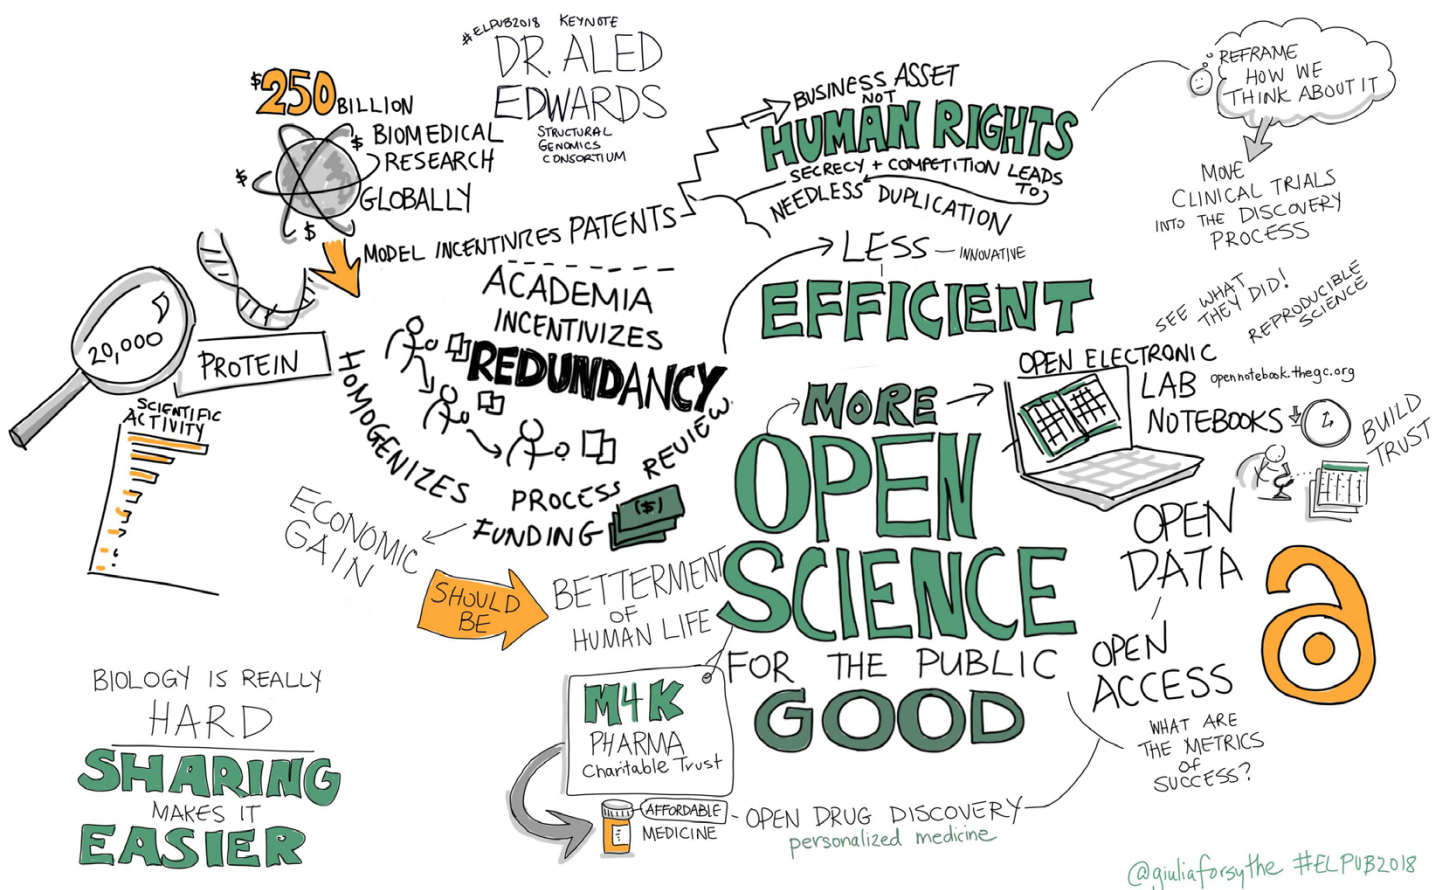 #ELPUB2018 KEYNOTE
DR. ALED
EDWARDS
STRUCTURAL
GENOMICS
CONSORTIUM
$250 BILLION
BIOMEDICAL
RESEARCH
GLOBALLY
$
$
$
MODEL INCENTIVIZES PATENTS
BUSINESS ASSET
NOT
HUMAN RIGHTS
SECRECY + COMPETITION LEADS
TO
NEEDLESS DUPLICATION
REFRAME
HOW WE
THINK ABOUT IT
MOVE
CLINICAL TRIALS
INTO THE DISCOVERY
PROCESS
20,000
PROTEIN
SCIENTIFIC
ACTIVITY
ACADEMIA
INCENTIVIZES
REDUNDANCY
HOMOGENIZES
REVIEW
PROCESS
FUNDING
($)
LESS — INNOVATIVE
EFFICIENT
ECONOMIC
GAIN
SHOULD
BE
BETTERMENT
OF
HUMAN LIFE
MORE
OPEN
SCIENCE
FOR THE PUBLIC
GOOD
SEE WHAT
THEY DID!
REPRODUCIBLE
SCIENCE
OPEN ELECTRONIC
LAB
NOTEBOOKS
opennotebook.thegc.org
BUILD
TRUST
OPEN
DATA
OPEN
ACCESS
WHAT ARE
THE METRICS
OF
SUCCESS?
M4K
PHARMA
Charitable Trust
AFFORDABLE
MEDICINE
- OPEN DRUG DISCOVERY
personalized medicine
BIOLOGY IS REALLY
HARD
SHARING
MAKES IT
EASIER
@giuliaforsythe #ELPUB2018